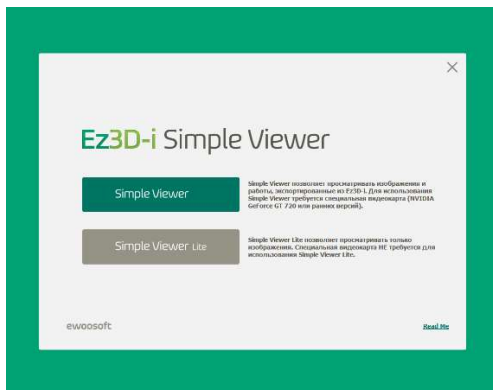 Ez3D-i Simple Viewer
Simple Viewer
Simple Viewer позволяет просматривать изображения и
работы, экспортированные из Ez3D-i. Для использования
Simple Viewer требуется специальная видеокарта (NVIDIA
GeForce GT 720 или ранних версий).
Simple Viewer Lite
Simple Viewer Lite позволяет просматривать только
изображения. Специальная видеокарта НЕ требуется для
использования Simple Viewer Lite.
ewoosoft
Read Me